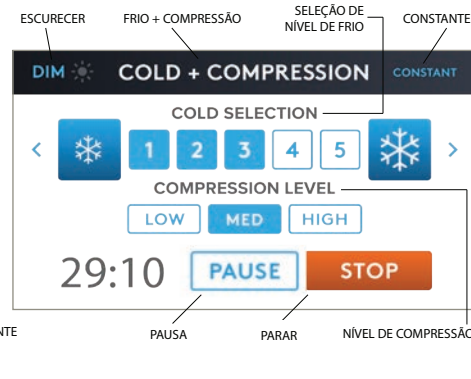 ESCURECER
FRIO + COMPRESSÃO
SELEÇÃO DE
NÍVEL DE FRIO
CONSTANTE
DIM
COLD + COMPRESSION
CONSTANT
COLD SELECTION
1 2 3 4 5
COMPRESSION LEVEL
LOW MED HIGH
29:10 PAUSE STOP
NTE
PAUSA
PARAR
NÍVEL DE COMPRESSÃO